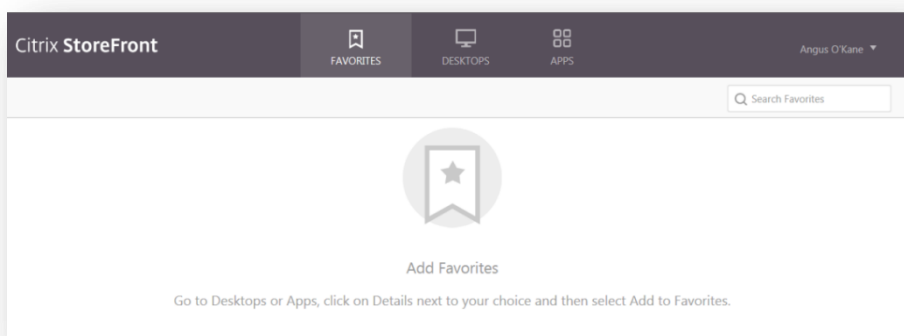 Citrix StoreFront
FAVORITES
DESKTOPS
APPS
Angus O'Kane
Search Favorites
Add Favorites
Go to Desktops or Apps, click on Details next to your choice and then select Add to Favorites.